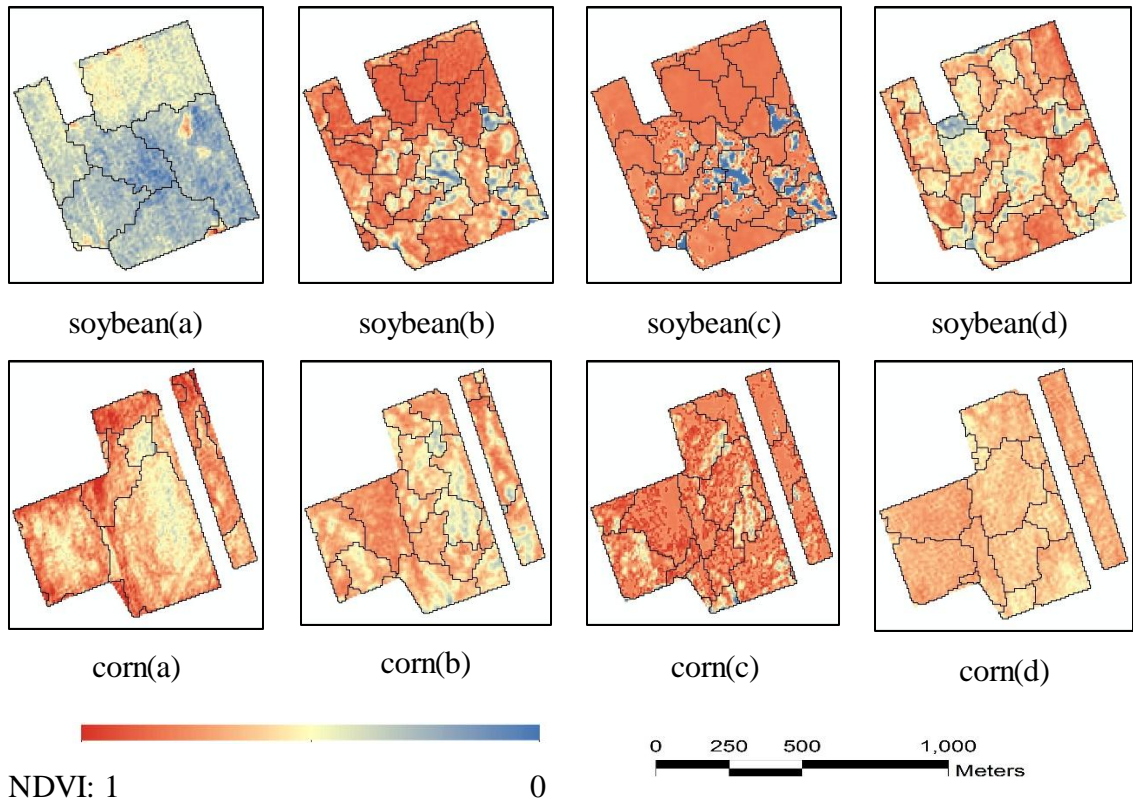 soybean(a) soybean(b) soybean(c) soybean(d)
corn(a) corn(b) corn(c) corn(d)
0 250 500 1,000
Meters
NDVI: 1 0